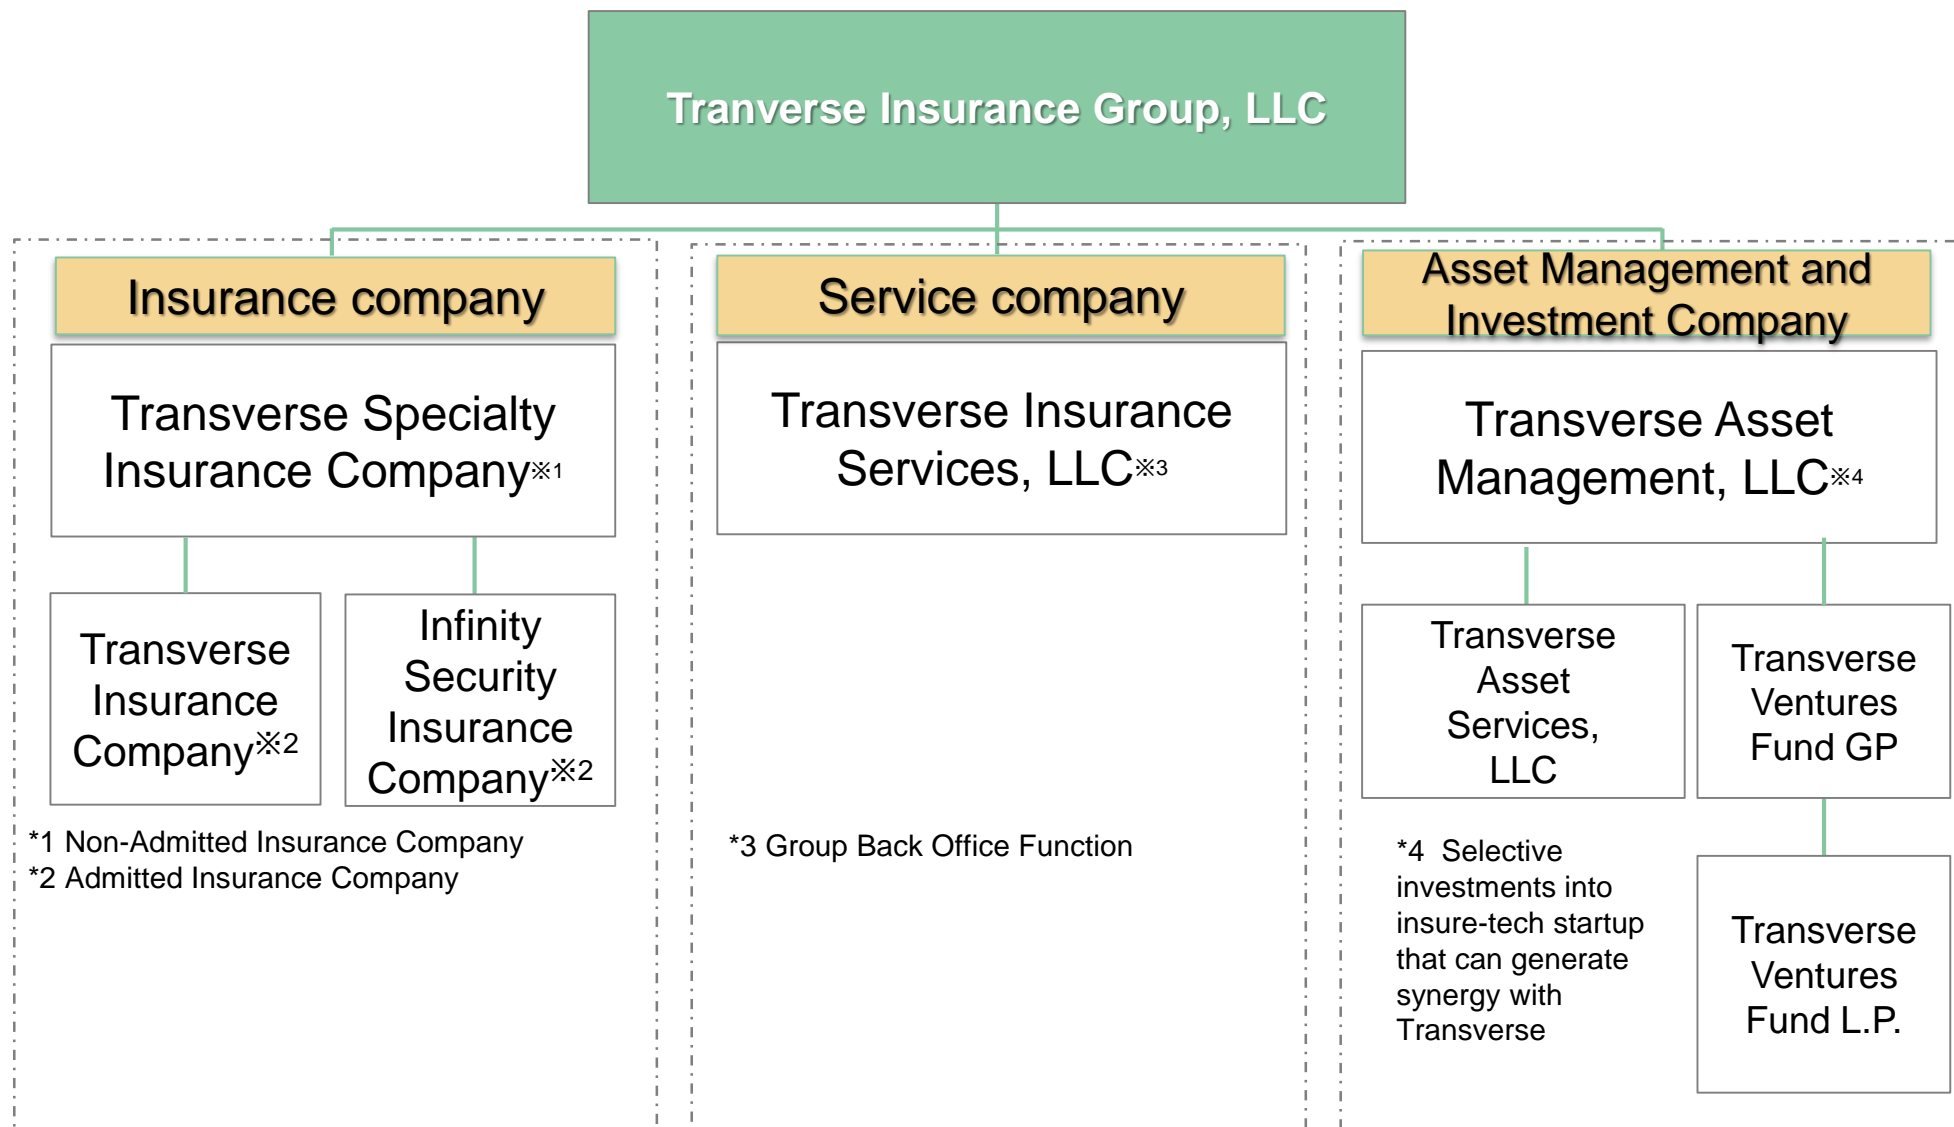 Tranverse Insurance Group, LLC
Insurance company
Transverse Specialty
Insurance Company※1
Transverse
Insurance
Company※2
Infinity
Security
Insurance
Company※2
*1 Non-Admitted Insurance Company
*2 Admitted Insurance Company
Service company
Transverse Insurance
Services, LLC※3
*3 Group Back Office Function
Asset Management and
Investment Company
Transverse Asset
Management, LLC※4
Transverse
Asset
Services,
LLC
Transverse
Ventures
Fund GP
*4  Selective
investments into
insure-tech startup
that can generate
synergy with
Transverse
Transverse
Ventures
Fund L.P.